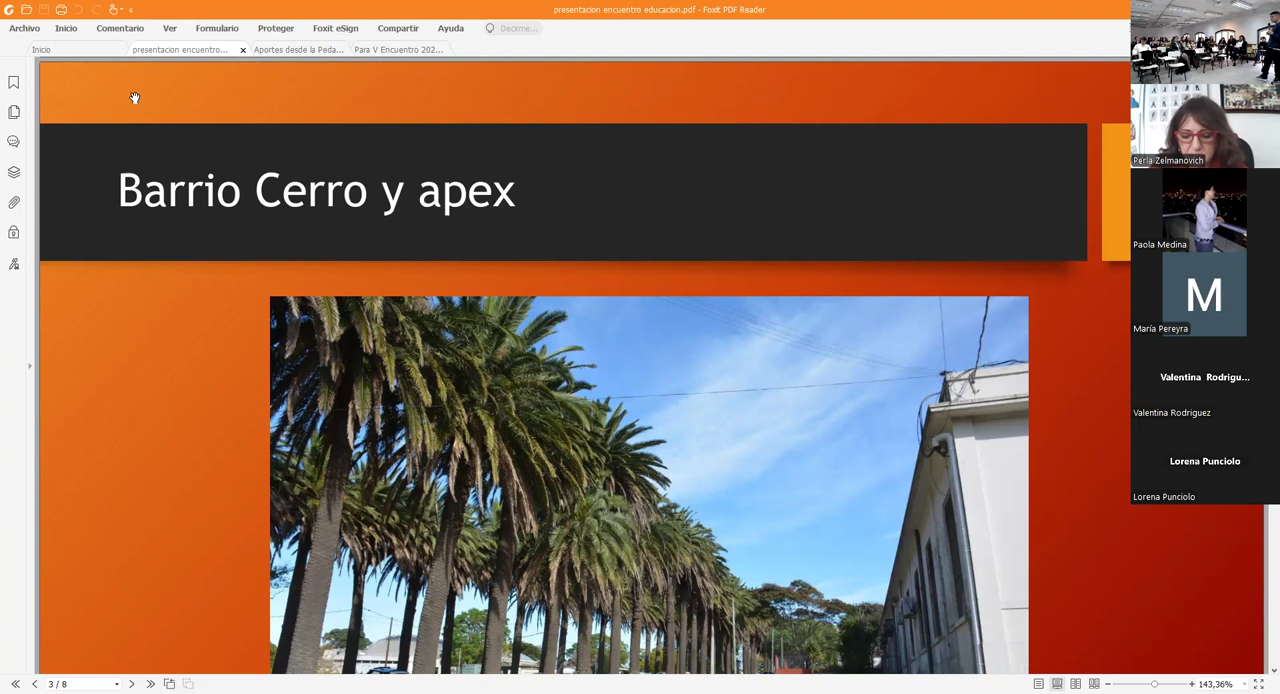 presentacion encuentro educacion.pdf - Foxit PDF Reader
Archivo Inicio Comentario Ver Formulario Proteger Foxit eSign Compartir Ayuda Decirme...
Inicio presentacion encuentro... Aportes desde la Peda... Para V Encuentro 202...
Barrio Cerro y apex
Perla Zelmanovich
Paola Medina
M
María Pereyra
Valentina Rodrigu...
Valentina Rodriguez
Lorena Punciolo
Lorena Punciolo
3 / 8
143,36%